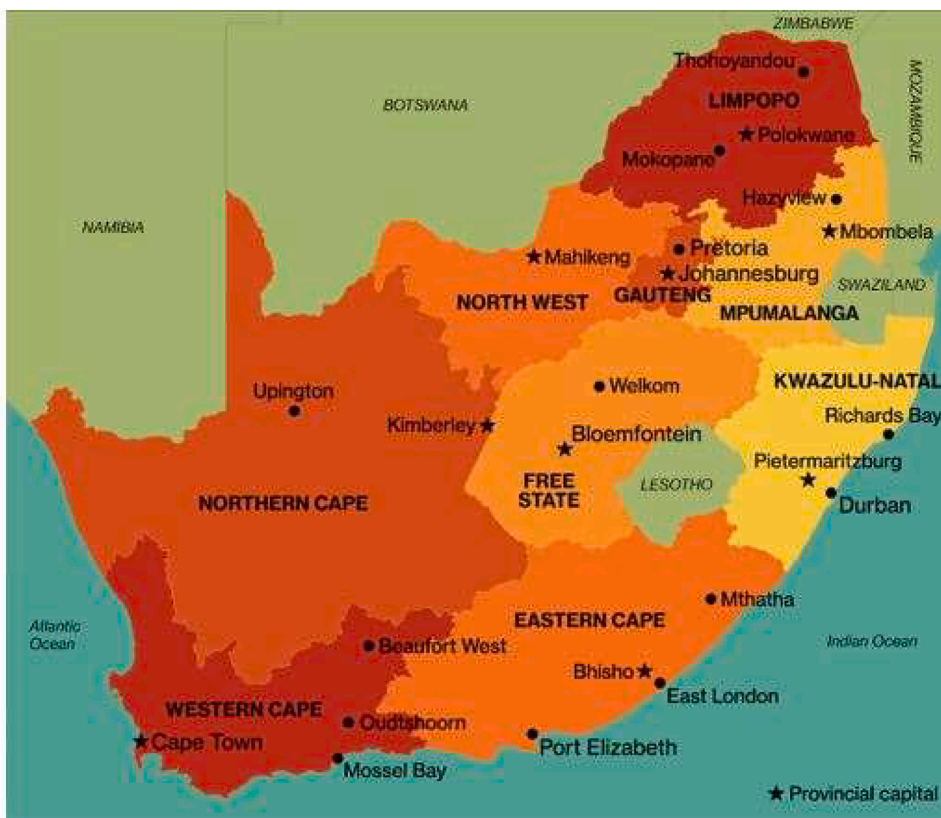 ZIMBABWE
Thohoyandou
MOZAMBIQUE
LIMPOPO
BOTSWANA
Polokwane
Mokopane
Hazyview
NAMIBIA
Mbombela
Pretoria
Mahikeng
Johannesburg
SWAZILAND
GAUTENG
NORTH WEST
MPUMALANGA
KWAZULU-NATAL
Welkom
Upington
Richards Bay
Kimberley
Bloemfontein
Pietermaritzburg
FREE
STATE
LESOTHO
NORTHERN CAPE
Durban
Mthatha
EASTERN CAPE
Atlantic
Ocean
Indian Ocean
Beaufort West
Bhisho
East London
WESTERN CAPE
Oudtshoorn
Cape Town
Port Elizabeth
Mossel Bay
★ Provincial capital